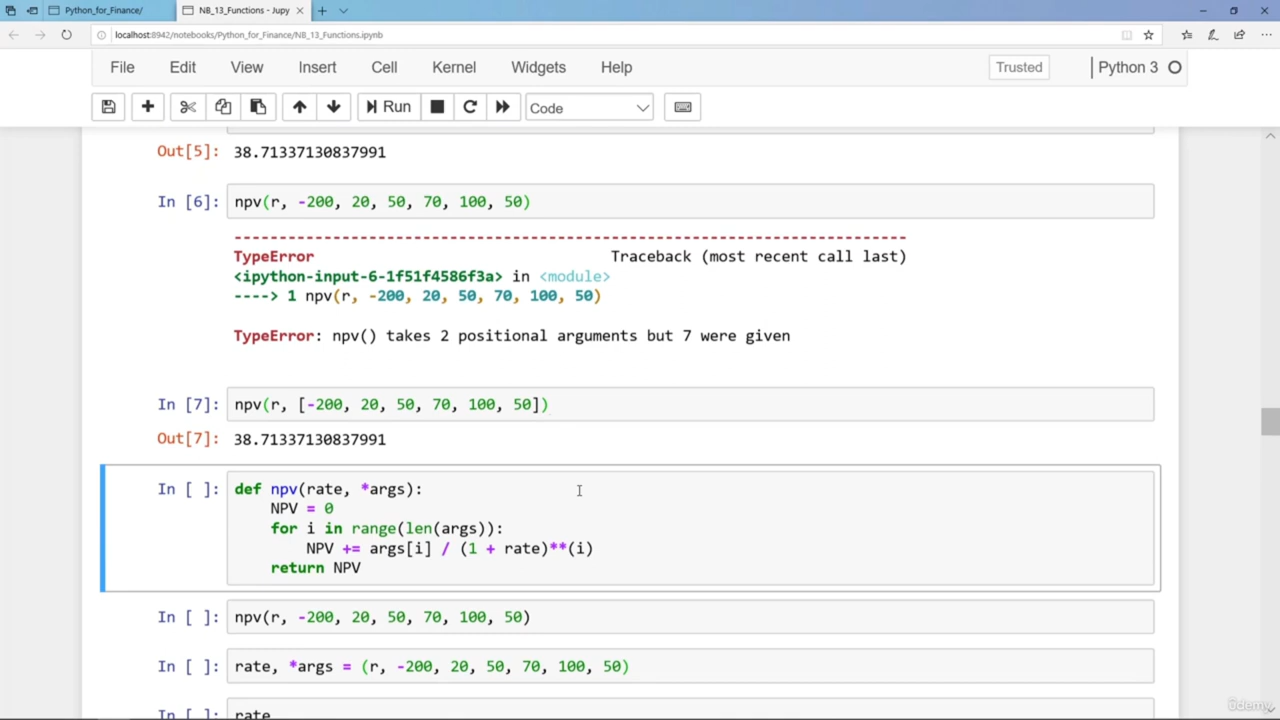 Python_for_Finance/
NB_13_Functions - Jupy
localhost:8942/notebooks/Python_for_Finance/NB_13_Functions.ipynb
File Edit View Insert Cell Kernel Widgets Help Trusted Python 3
Run Code
Out[5]: 38.71337130837991
In [6]: npv(r, -200, 20, 50, 70, 100, 50)
---------------------------------------------------------------------------
TypeError Traceback (most recent call last)
<ipython-input-6-1f51f4586f3a> in <module>
----> 1 npv(r, -200, 20, 50, 70, 100, 50)
TypeError: npv() takes 2 positional arguments but 7 were given
In [7]: npv(r, [-200, 20, 50, 70, 100, 50])
Out[7]: 38.71337130837991
In [ ]: def npv(rate, *args):
NPV = 0
for i in range(len(args)):
NPV += args[i] / (1 + rate)**(i)
return NPV
In [ ]: npv(r, -200, 20, 50, 70, 100, 50)
In [ ]: rate, *args = (r, -200, 20, 50, 70, 100, 50)
In [ ]: rate
ûdemy